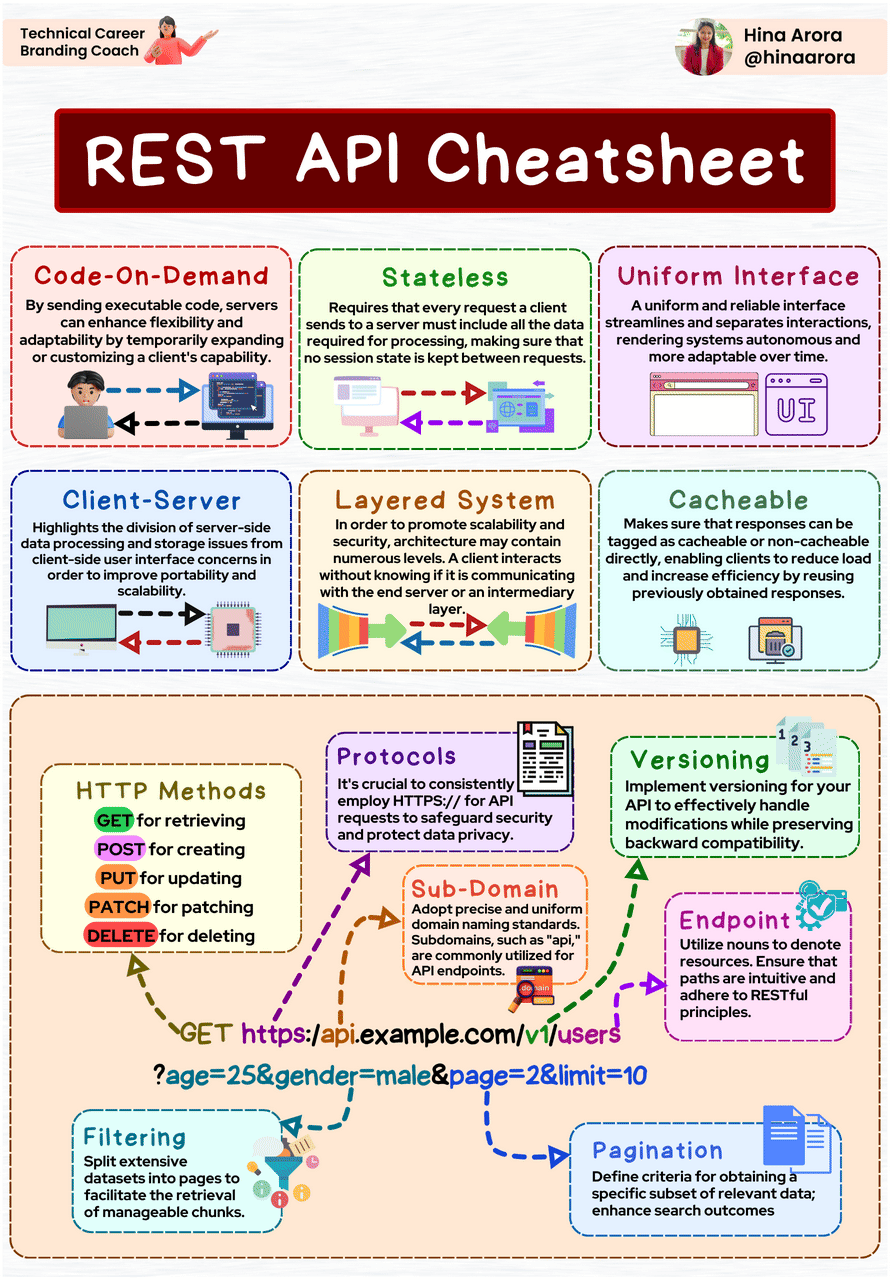 Technical Career
Branding Coach
Hina Arora
@hinaarora
REST API Cheatsheet
Code-On-Demand
By sending executable code, servers
can enhance flexibility and
adaptability by temporarily expanding
or customizing a client's capability.
Stateless
Requires that every request a client
sends to a server must include all the data
required for processing, making sure that
no session state is kept between requests.
Uniform Interface
A uniform and reliable interface
streamlines and separates interactions,
rendering systems autonomous and
more adaptable over time.
UI
Client-Server
Highlights the division of server-side
data processing and storage issues from
client-side user interface concerns in
order to improve portability and
scalability.
Layered System
In order to promote scalability and
security, architecture may contain
numerous levels. A client interacts
without knowing if it is communicating
with the end server or an intermediary
layer.
Cacheable
Makes sure that responses can be
tagged as cacheable or non-cacheable
directly, enabling clients to reduce load
and increase efficiency by reusing
previously obtained responses.
HTTP Methods
GET for retrieving
POST for creating
PUT for updating
PATCH for patching
DELETE for deleting
Protocols
It's crucial to consistently
employ HTTPS:// for API
requests to safeguard security
and protect data privacy.
Versioning
1 2 3
Implement versioning for your
API to effectively handle
modifications while preserving
backward compatibility.
Sub-Domain
Adopt precise and uniform
domain naming standards.
Subdomains, such as "api,"
are commonly utilized for
API endpoints.
domain
Endpoint
Utilize nouns to denote
resources. Ensure that
paths are intuitive and
adhere to RESTful
principles.
GET https:/api.example.com/v1/users
?age=25&gender=male&page=2&limit=10
Filtering
Split extensive
datasets into pages to
facilitate the retrieval
of manageable chunks.
Pagination
Define criteria for obtaining a
specific subset of relevant data;
enhance search outcomes